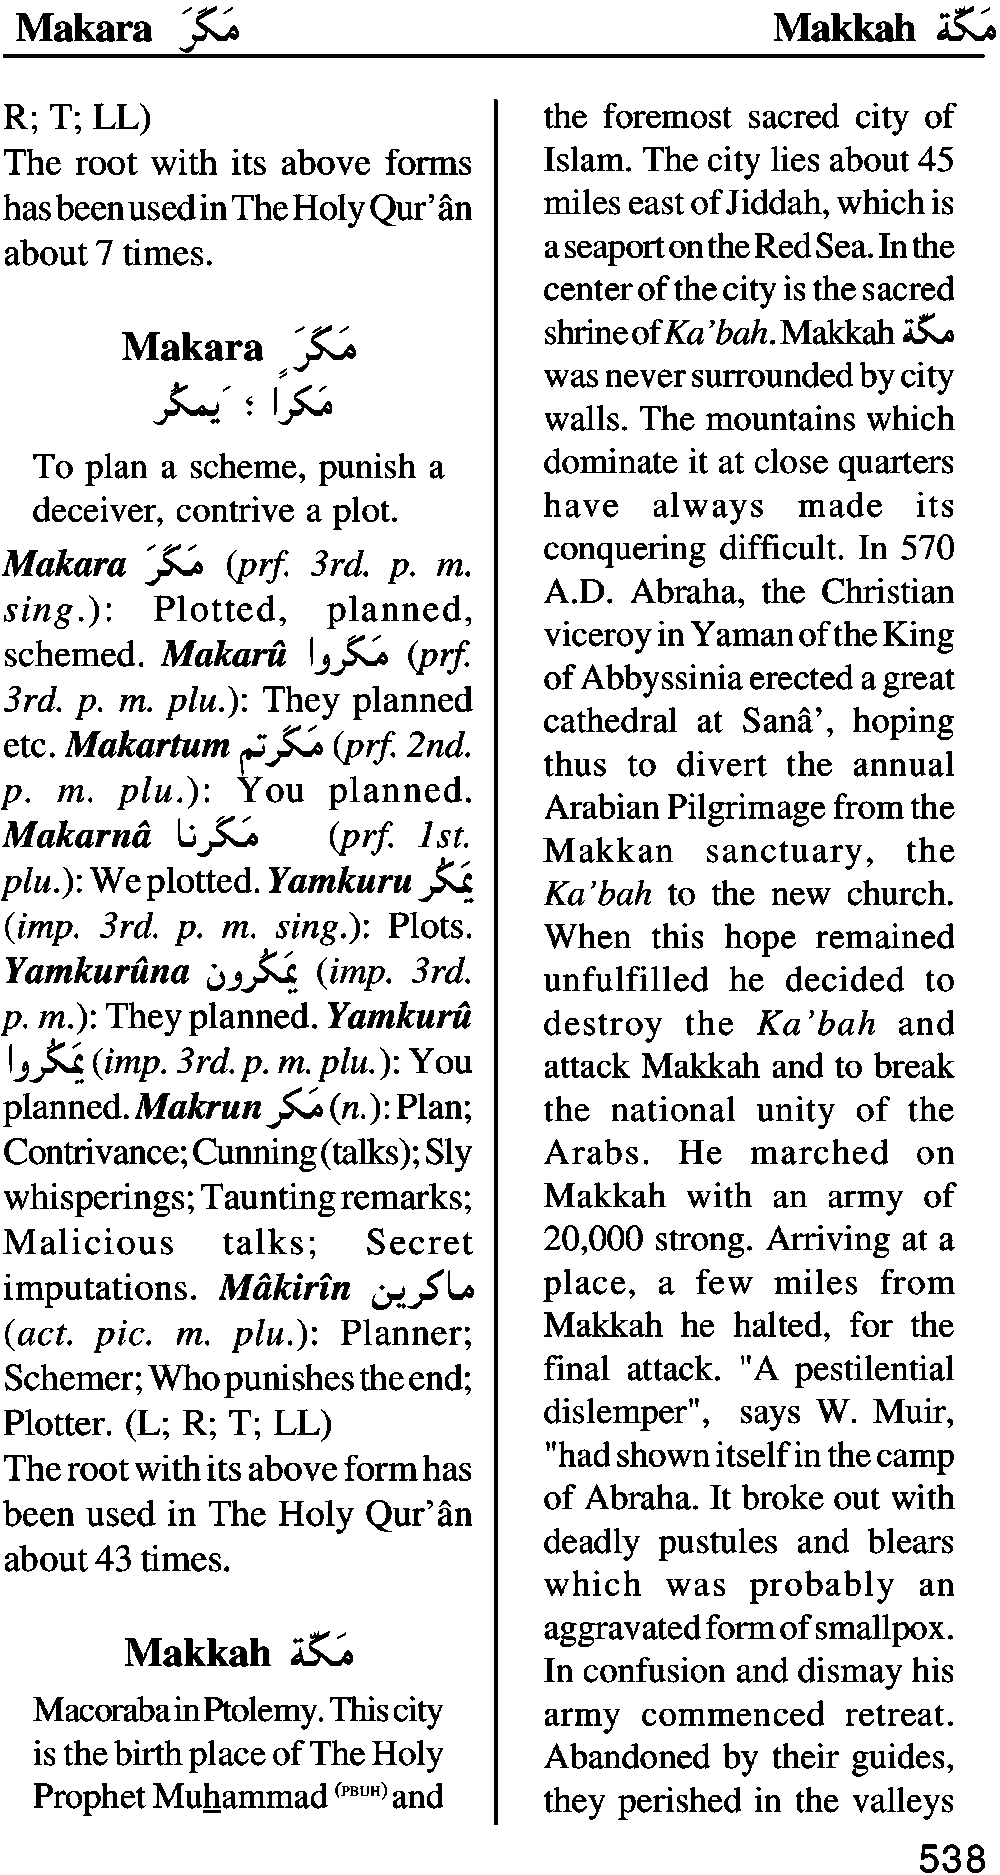 Makara مَكَرَ Makkah مَكّة
R; T; LL)
The root with its above forms
has been used in The Holy Qur’ân
about 7 times.
Makara مَكَرَ
مَكراٍ ؛ يَمكُر
To plan a scheme, punish a
deceiver, contrive a plot.
Makara مَكَرَ (prf. 3rd. p. m.
sing.): Plotted, planned,
schemed. Makarû مَكَروا (prf.
3rd. p. m. plu.): They planned
etc. Makartum مَكَرتم (prf. 2nd.
p. m. plu.): You planned.
Makarnâ مَكَرنا (prf. 1st.
plu.): We plotted. Yamkuru يَمكُر
(imp. 3rd. p. m. sing.): Plots.
Yamkurûna يَمكُرون (imp. 3rd.
p. m.): They planned. Yamkurû
يَمكُروا (imp. 3rd. p. m. plu.): You
planned. Makrun مَكر (n.): Plan;
Contrivance; Cunning (talks); Sly
whisperings; Taunting remarks;
Malicious talks; Secret
imputations. Mâkirîn ماكرين
(act. pic. m. plu.): Planner;
Schemer; Who punishes the end;
Plotter. (L; R; T; LL)
The root with its above form has
been used in The Holy Qur’ân
about 43 times.
Makkah مَكّة
Macoraba in Ptolemy. This city
is the birth place of The Holy
Prophet Muhammad (PBUH) and
the foremost sacred city of
Islam. The city lies about 45
miles east of Jiddah, which is
a seaport on the Red Sea. In the
center of the city is the sacred
shrine of Ka’bah. Makkah مكّة
was never surrounded by city
walls. The mountains which
dominate it at close quarters
have always made its
conquering difficult. In 570
A.D. Abraha, the Christian
viceroy in Yaman of the King
of Abbyssinia erected a great
cathedral at Sanâ’, hoping
thus to divert the annual
Arabian Pilgrimage from the
Makkan sanctuary, the
Ka’bah to the new church.
When this hope remained
unfulfilled he decided to
destroy the Ka’bah and
attack Makkah and to break
the national unity of the
Arabs. He marched on
Makkah with an army of
20,000 strong. Arriving at a
place, a few miles from
Makkah he halted, for the
final attack. "A pestilential
dislemper", says W. Muir,
"had shown itself in the camp
of Abraha. It broke out with
deadly pustules and blears
which was probably an
aggravated form of smallpox.
In confusion and dismay his
army commenced retreat.
Abandoned by their guides,
they perished in the valleys
538